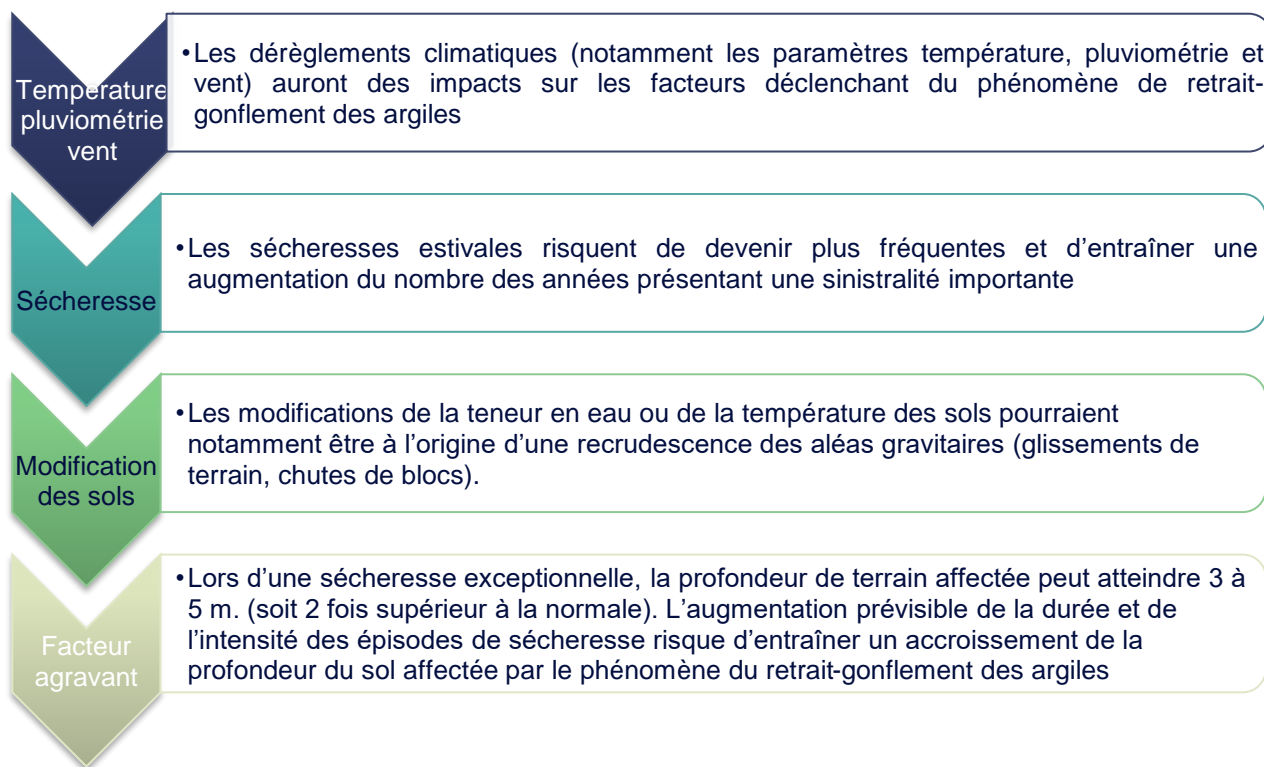 Température
pluviométrie
vent
•Les dérèglements climatiques (notamment les paramètres température, pluviométrie et
vent) auront des impacts sur les facteurs déclenchant du phénomène de retrait-
gonflement des argiles
Sécheresse
•Les sécheresses estivales risquent de devenir plus fréquentes et d’entraîner une
augmentation du nombre des années présentant une sinistralité importante
Modification
des sols
•Les modifications de la teneur en eau ou de la température des sols pourraient
notamment être à l’origine d’une recrudescence des aléas gravitaires (glissements de
terrain, chutes de blocs).
Facteur
agravant
•Lors d’une sécheresse exceptionnelle, la profondeur de terrain affectée peut atteindre 3 à
5 m. (soit 2 fois supérieur à la normale). L’augmentation prévisible de la durée et de
l’intensité des épisodes de sécheresse risque d’entraîner un accroissement de la
profondeur du sol affectée par le phénomène du retrait-gonflement des argiles